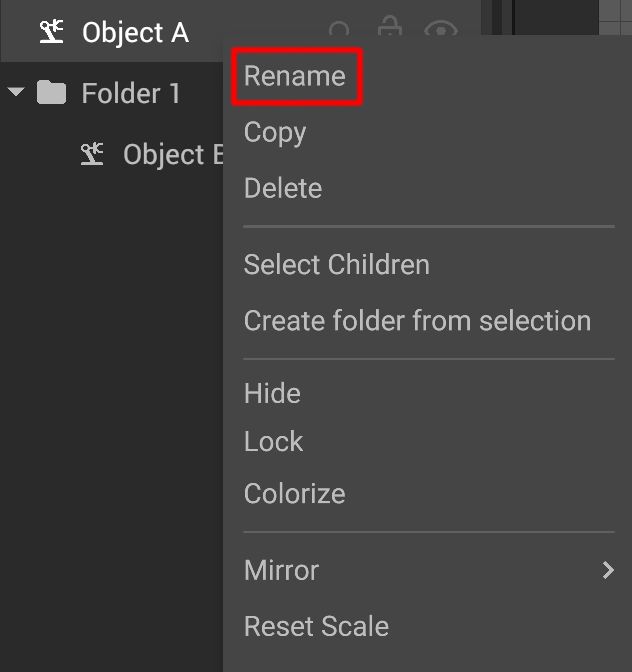 Object A
Rename
Folder 1
Copy
Object
Delete
Select Children
Create folder from selection
Hide
Lock
Colorize
Mirror
Reset Scale